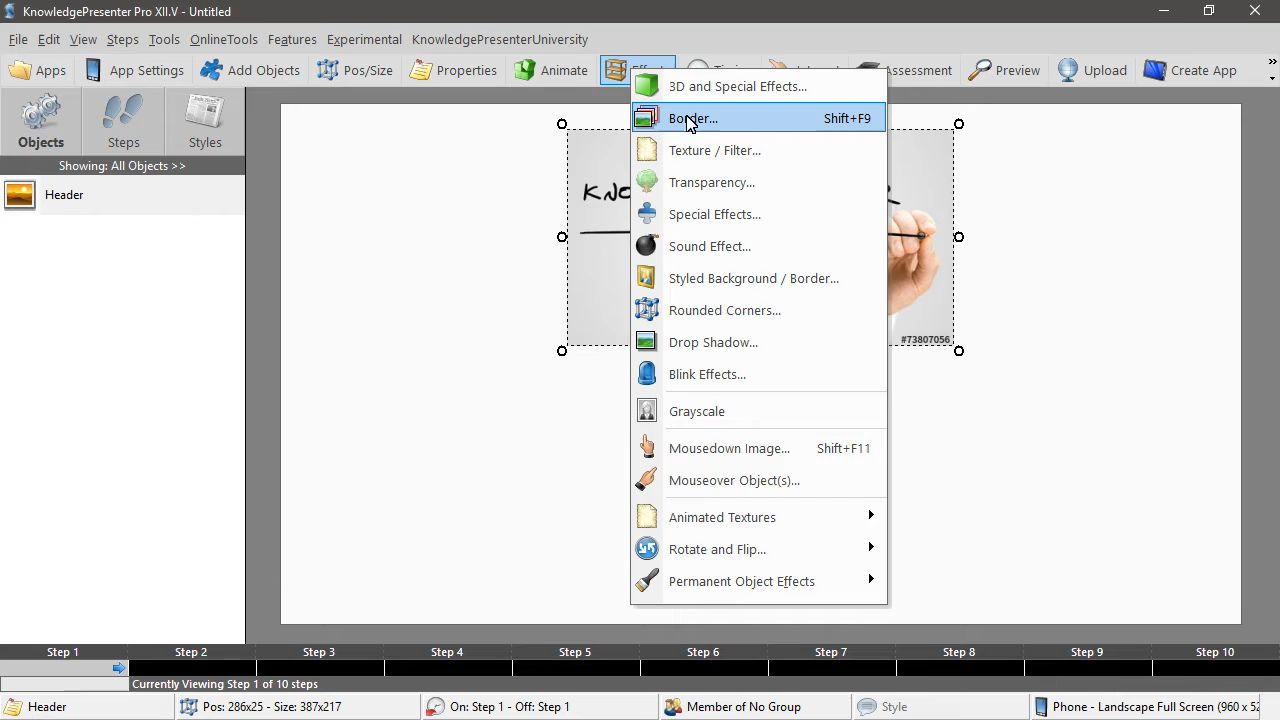 KnowledgePresenter Pro XII.V - Untitled
File Edit View Steps Tools OnlineTools Features Experimental KnowledgePresenterUniversity
Apps App Settings Add Objects Pos/Size Properties Animate Preview Upload Create App
3D and Special Effects...
Border... Shift+F9
Texture / Filter...
Transparency...
Special Effects...
Sound Effect...
Styled Background / Border...
Rounded Corners...
Drop Shadow...
Blink Effects...
Grayscale
Mousedown Image... Shift+F11
Mouseover Object(s)...
Animated Textures
Rotate and Flip...
Permanent Object Effects
Objects Steps Styles
Showing: All Objects >>
Header
#73807056
Step 1 Step 2 Step 3 Step 4 Step 5 Step 6 Step 7 Step 8 Step 9 Step 10
Currently Viewing Step 1 of 10 steps
Header Pos: 286x25 - Size: 387x217 On: Step 1 - Off: Step 1 Member of No Group Style Phone - Landscape Full Screen (960 x 52